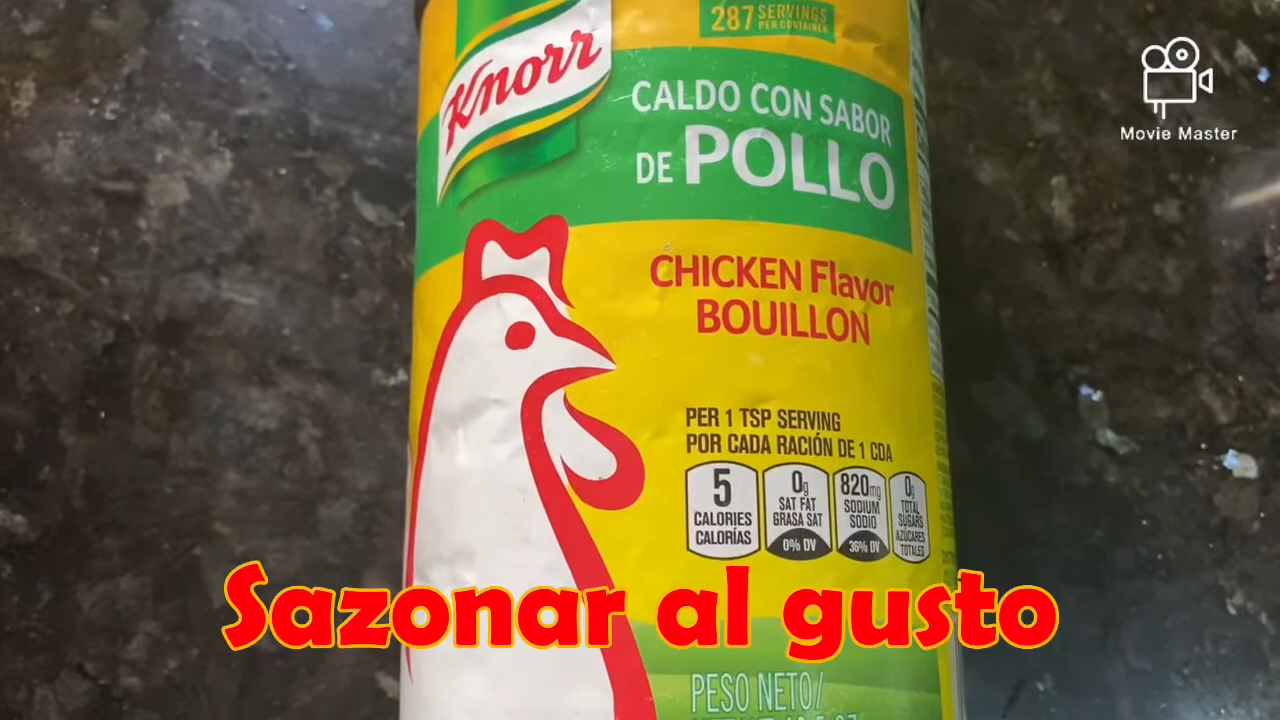 287 SERVINGS
PER CONTAINER
Knorr
CALDO CON SABOR
DE POLLO
Movie Master
CHICKEN Flavor
BOUILLON
PER 1 TSP SERVING
POR CADA RACIÓN DE 1 CDA
5
CALORIES
CALORÍAS
0g
SAT FAT
GRASA SAT
0% DV
820mg
SODIUM
SODIO
36% DV
0g
TOTAL
SUGARS
AZÚCARES
TOTALES
Sazonar al gusto
PESO NETO/